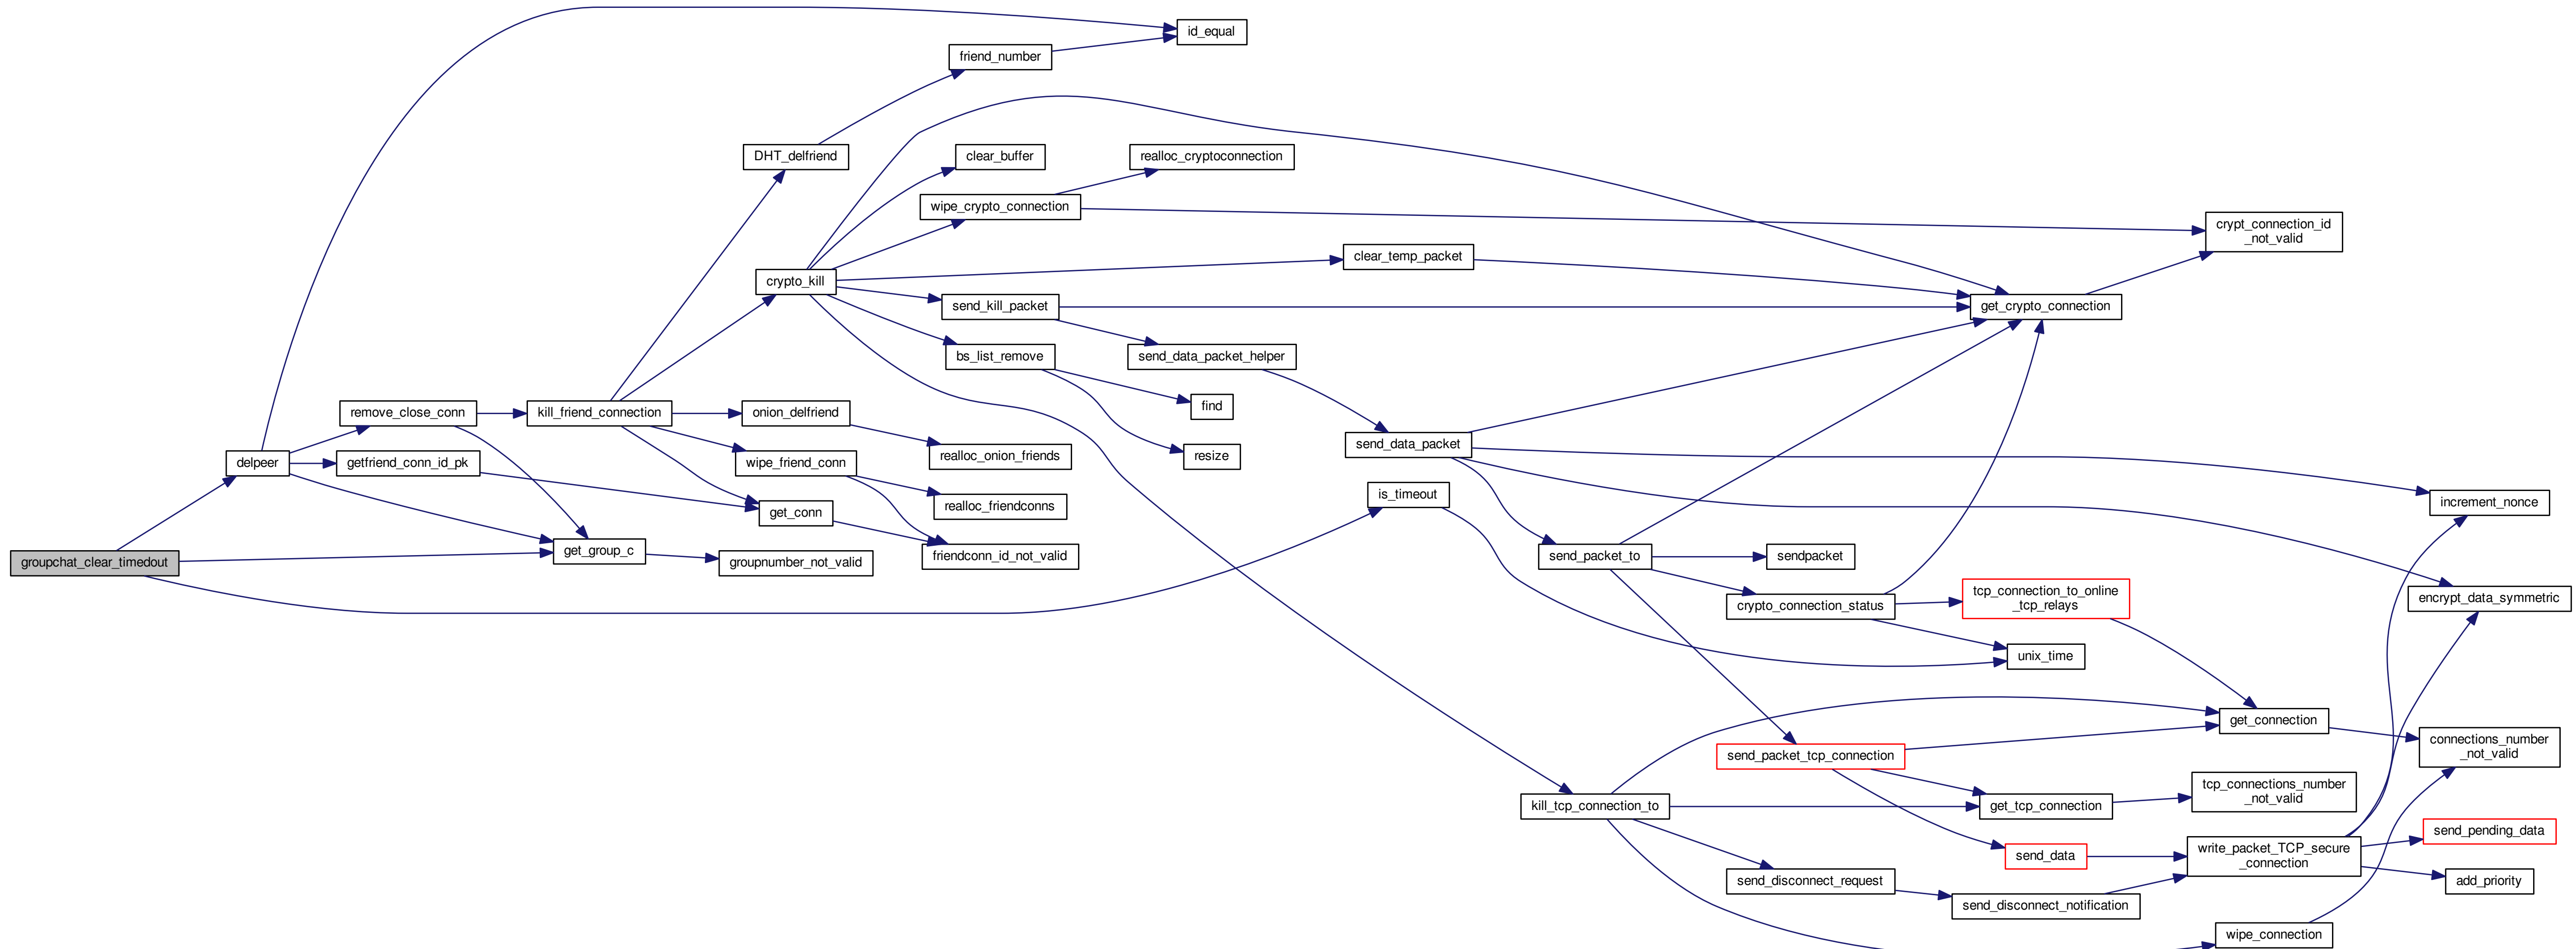 id_equal
friend_number
DHT_delfriend
clear_buffer
realloc_cryptoconnection
wipe_crypto_connection
crypt_connection_id
_not_valid
clear_temp_packet
crypto_kill
send_kill_packet
get_crypto_connection
bs_list_remove
send_data_packet_helper
find
remove_close_conn
kill_friend_connection
onion_delfriend
send_data_packet
realloc_onion_friends
resize
delpeer
getfriend_conn_id_pk
wipe_friend_conn
is_timeout
realloc_friendconns
increment_nonce
get_conn
get_group_c
friendconn_id_not_valid
groupchat_clear_timedout
groupnumber_not_valid
send_packet_to
sendpacket
crypto_connection_status
tcp_connection_to_online
_tcp_relays
encrypt_data_symmetric
unix_time
get_connection
connections_number
_not_valid
send_packet_tcp_connection
tcp_connections_number
_not_valid
kill_tcp_connection_to
get_tcp_connection
send_pending_data
send_data
write_packet_TCP_secure
_connection
send_disconnect_request
add_priority
send_disconnect_notification
wipe_connection